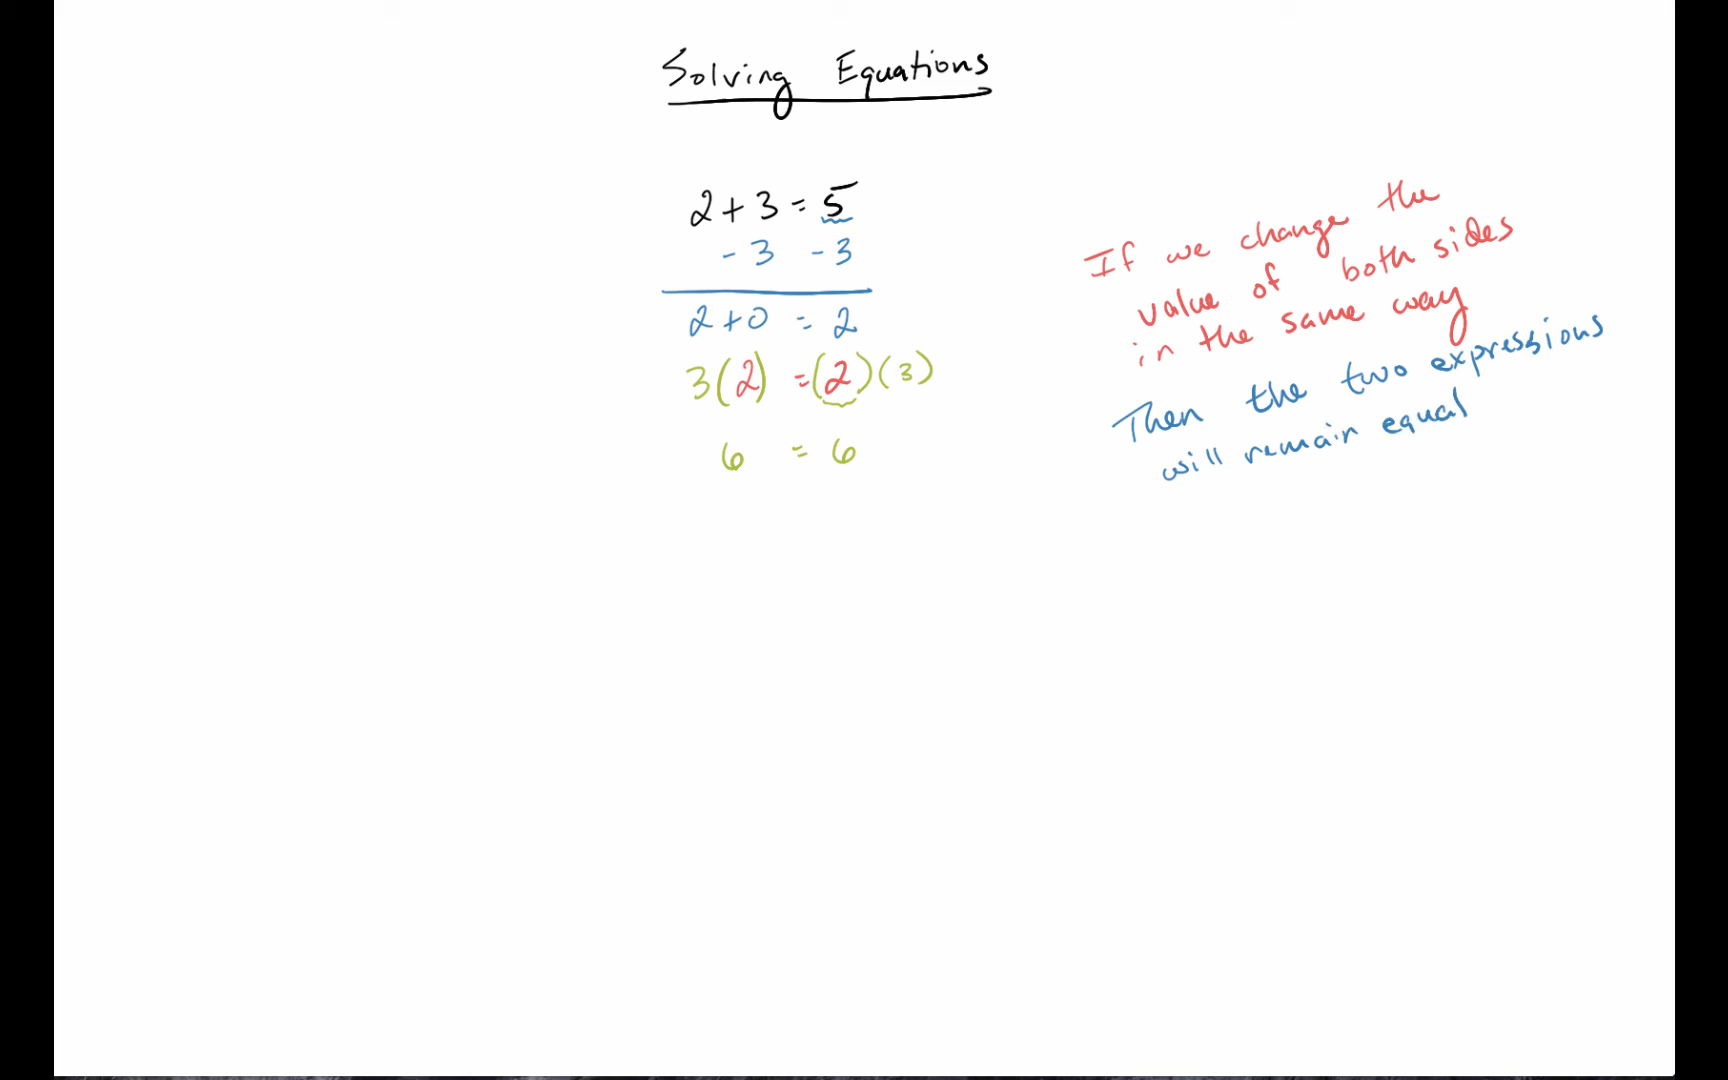 Solving Equations
2 + 3 = 5
- 3 - 3
2 + 0 = 2
3(2) = (2)(3)
6 = 6
If we change the
value of both sides
in the same way
Then the two expressions
will remain equal